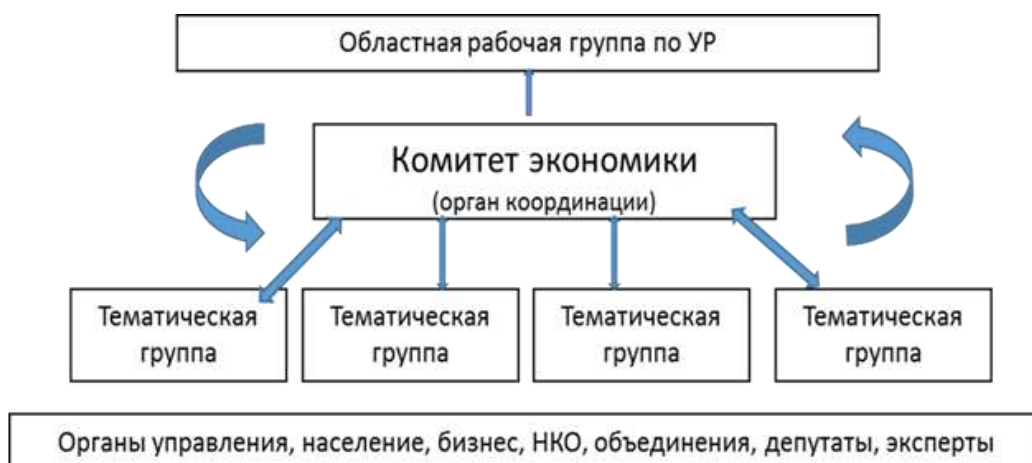 Областная рабочая группа по УР
Комитет экономики
(орган координации)
Тематическая группа
Тематическая группа
Тематическая группа
Тематическая группа
Органы управления, население, бизнес, НКО, объединения, депутаты, эксперты